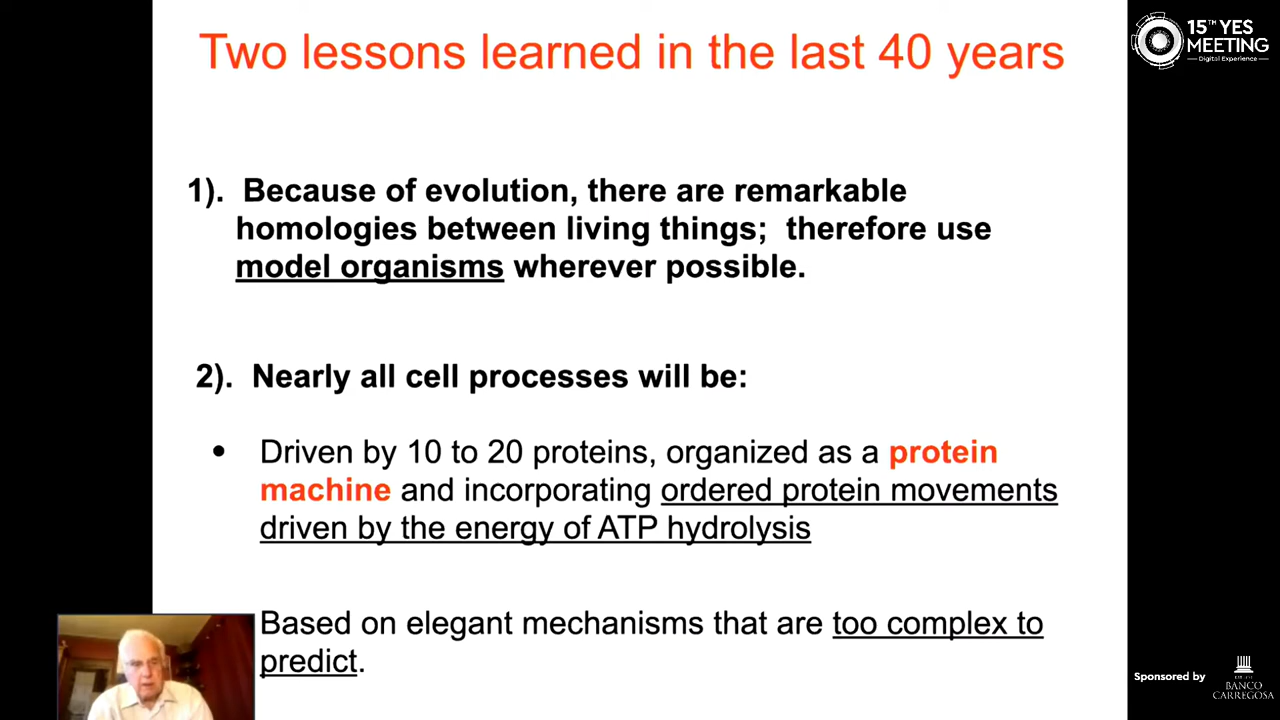 Two lessons learned in the last 40 years
15TH YES
MEETING
Digital Experience
1). Because of evolution, there are remarkable
homologies between living things; therefore use
model organisms wherever possible.
2). Nearly all cell processes will be:
• Driven by 10 to 20 proteins, organized as a protein
machine and incorporating ordered protein movements
driven by the energy of ATP hydrolysis
Based on elegant mechanisms that are too complex to
predict.
Sponsored by
BANCO
CARREGOSA